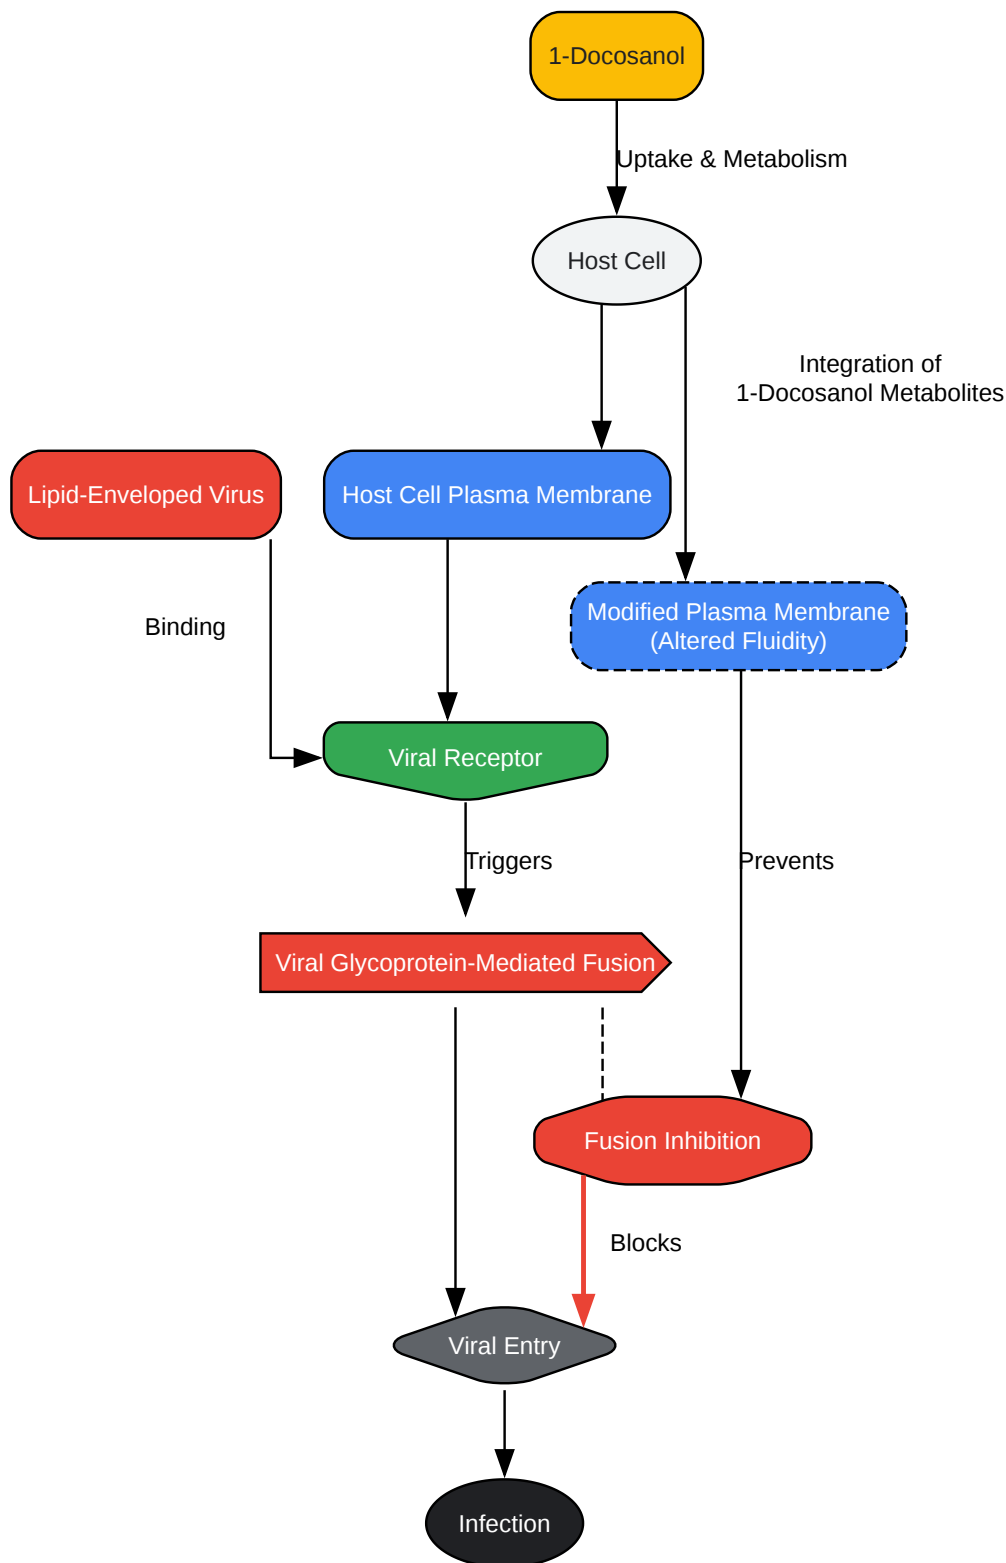 1-Docosanol
Uptake & Metabolism
Host Cell
Integration of
1-Docosanol Metabolites
Lipid-Enveloped Virus
Host Cell Plasma Membrane
Modified Plasma Membrane
(Altered Fluidity)
Binding
Viral Receptor
Triggers
Prevents
Viral Glycoprotein-Mediated Fusion
Fusion Inhibition
Blocks
Viral Entry
Infection